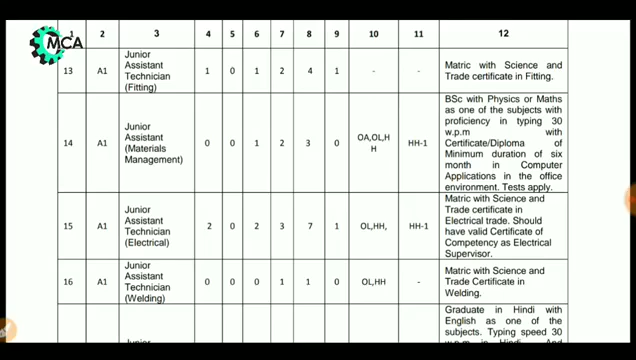 MCA
1 2 3 4 5 6 7 8 9 10 11 12
13 A1 Junior Assistant Technician (Fitting) 1 0 1 2 4 1 - - Matric with Science and Trade certificate in Fitting.
14 A1 Junior Assistant (Materials Management) 0 0 1 2 3 0 OA,OL,HH HH-1 BSc with Physics or Maths as one of the subjects with proficiency in typing 30 w.p.m with Certificate/Diploma of Minimum duration of six month in Computer Applications in the office environment. Tests apply.
15 A1 Junior Assistant Technician (Electrical) 2 0 2 3 7 1 OL,HH, HH-1 Matric with Science and Trade certificate in Electrical trade. Should have valid Certificate of Competency as Electrical Supervisor.
16 A1 Junior Assistant Technician (Welding) 0 0 0 1 1 0 OL,HH - Matric with Science and Trade Certificate in Welding.
Junior Graduate in Hindi with English as one of the subjects. Typing speed 30 w.p.m in Hindi. And